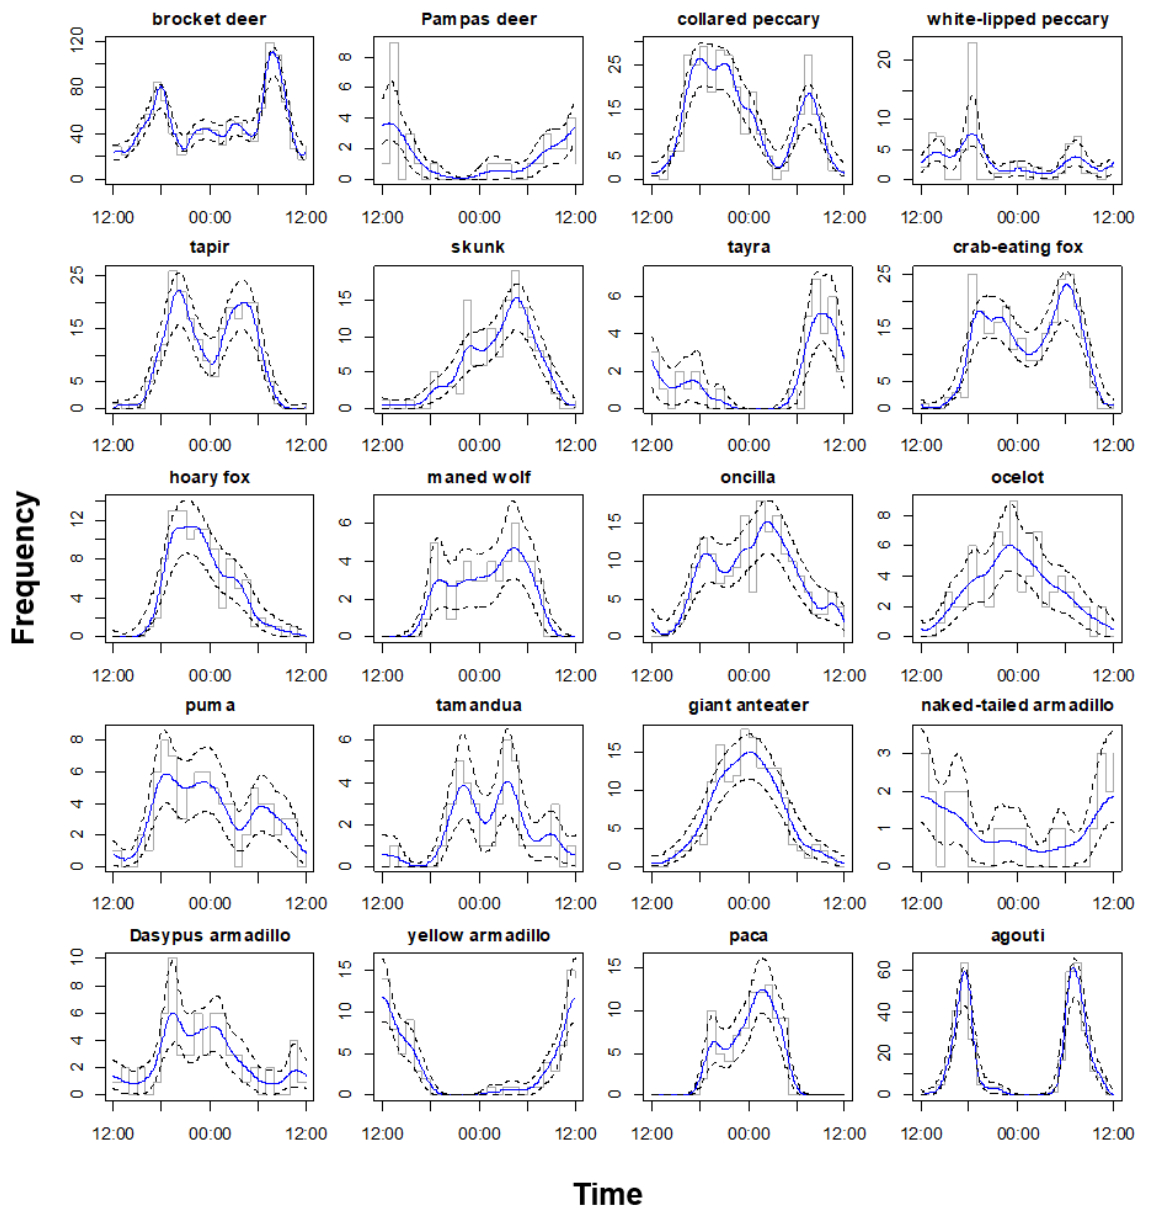 brocket deer Pampas deer collared peccary white-lipped peccary
0 40 80 120 0 2 4 6 8 0 5 15 25 0 5 10 20
12:00 00:00 12:00 12:00 00:00 12:00 12:00 00:00 12:00 12:00 00:00 12:00
tapir skunk tayra crab-eating fox
0 5 15 25 0 5 10 15 0 2 4 6 0 5 15 25
12:00 00:00 12:00 12:00 00:00 12:00 12:00 00:00 12:00 12:00 00:00 12:00
hoary fox maned wolf oncilla ocelot
0 4 8 12 0 2 4 6 0 5 10 15 0 2 4 6 8
12:00 00:00 12:00 12:00 00:00 12:00 12:00 00:00 12:00 12:00 00:00 12:00
Frequency
puma tamandua giant anteater naked-tailed armadillo
0 2 4 6 8 0 1 2 3 4 6 0 5 10 15 0 1 2 3
12:00 00:00 12:00 12:00 00:00 12:00 12:00 00:00 12:00 12:00 00:00 12:00
Dasypus armadillo yellow armadillo paca agouti
0 2 4 6 8 10 0 5 10 15 0 5 10 15 0 20 40 60
12:00 00:00 12:00 12:00 00:00 12:00 12:00 00:00 12:00 12:00 00:00 12:00
Time